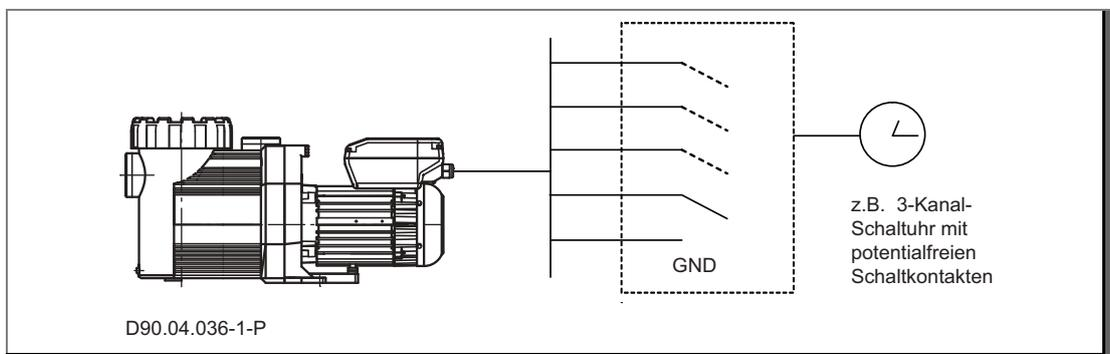 GND
z.B. 3-Kanal-
Schaltuhr mit
potentialfreien
Schaltkontakten
D90.04.036-1-P